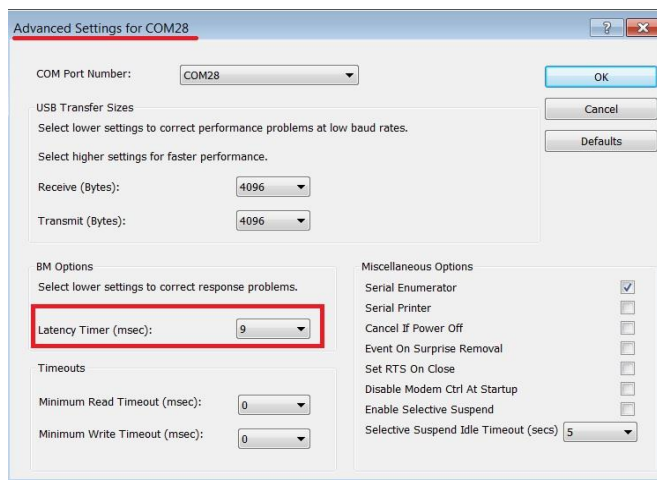 Advanced Settings for COM28
COM Port Number: COM28
OK
USB Transfer Sizes
Cancel
Select lower settings to correct performance problems at low baud rates.
Defaults
Select higher settings for faster performance.
Receive (Bytes): 4096
Transmit (Bytes): 4096
BM Options
Select lower settings to correct response problems.
Latency Timer (msec): 9
Timeouts
Minimum Read Timeout (msec): 0
Minimum Write Timeout (msec): 0
Miscellaneous Options
Serial Enumerator
Serial Printer
Cancel If Power Off
Event On Surprise Removal
Set RTS On Close
Disable Modem Ctrl At Startup
Enable Selective Suspend
Selective Suspend Idle Timeout (secs) 5